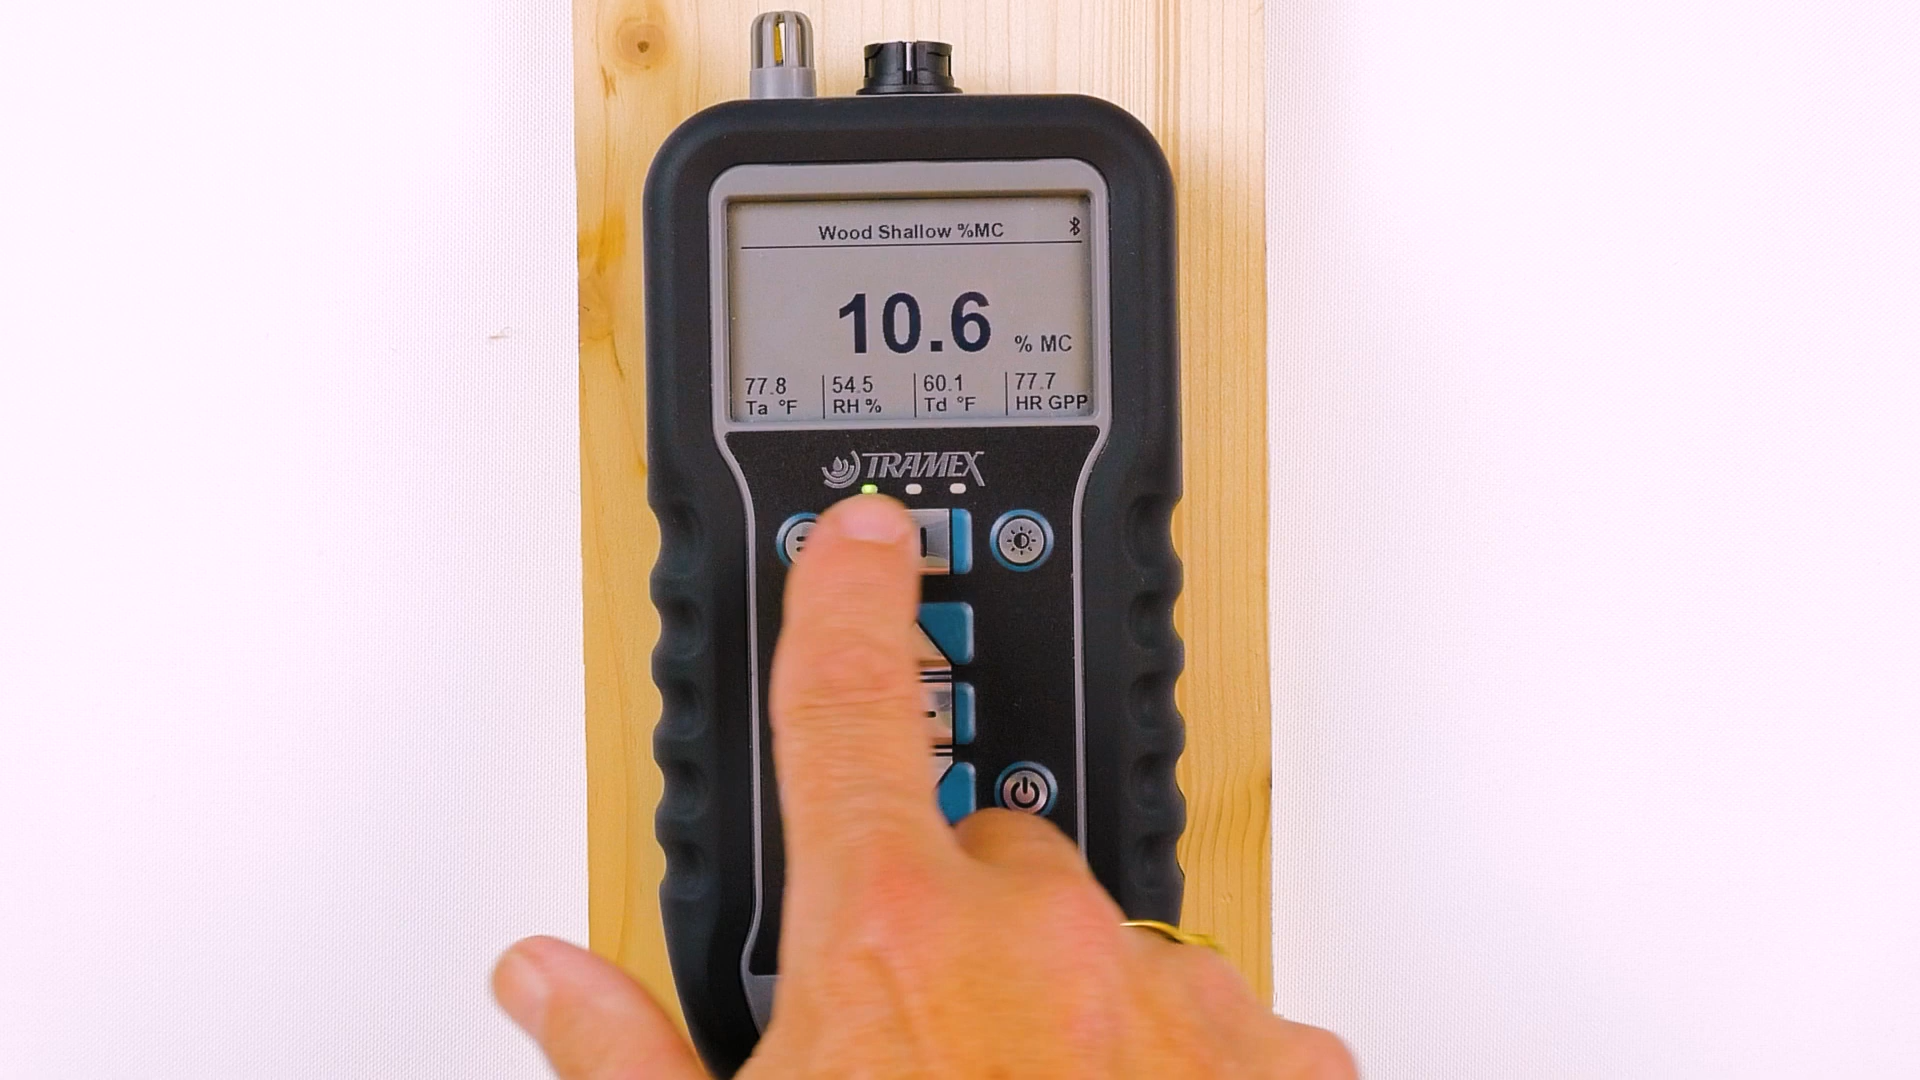 Wood Shallow %MC
10.6 % MC
77.8 54.5 60.1 77.7
Ta °F RH % Td °F HR GPP
TRAMEX